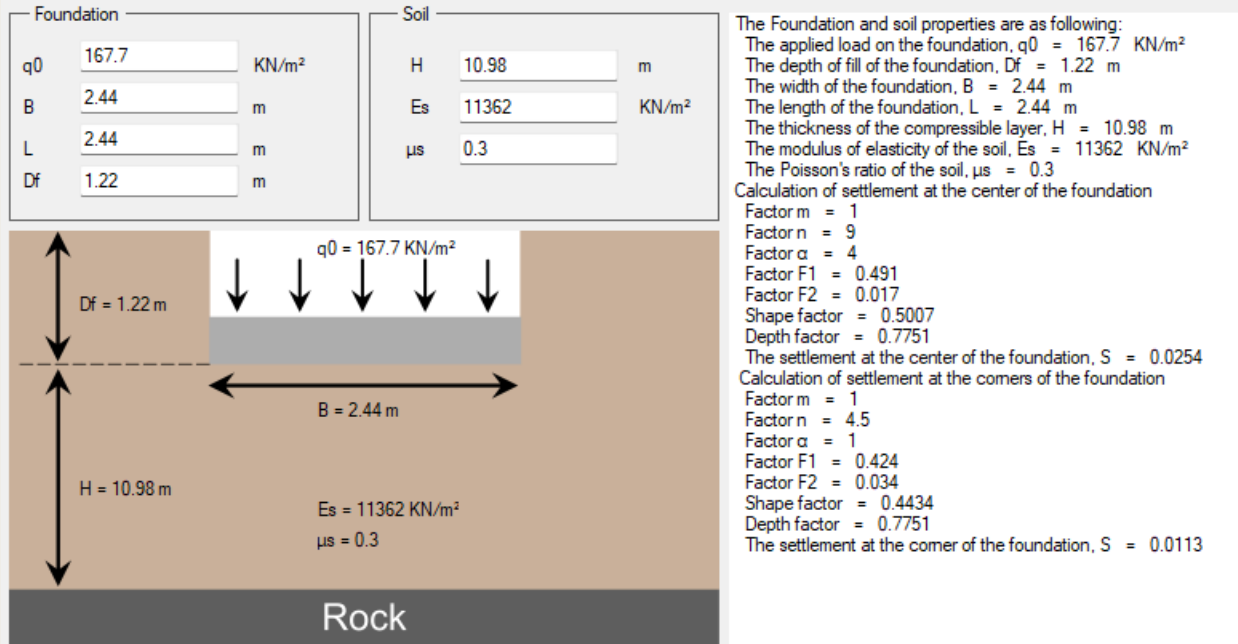 Foundation
q0 167.7 KN/m²
B 2.44 m
L 2.44 m
Df 1.22 m
Soil
H 10.98 m
Es 11362 KN/m²
μs 0.3
q0 = 167.7 KN/m²
Df = 1.22 m
B = 2.44 m
H = 10.98 m
Es = 11362 KN/m²
μs = 0.3
Rock
The Foundation and soil properties are as following:
The applied load on the foundation, q0 = 167.7 KN/m²
The depth of fill of the foundation, Df = 1.22 m
The width of the foundation, B = 2.44 m
The length of the foundation, L = 2.44 m
The thickness of the compressible layer, H = 10.98 m
The modulus of elasticity of the soil, Es = 11362 KN/m²
The Poisson's ratio of the soil, μs = 0.3
Calculation of settlement at the center of the foundation
Factor m = 1
Factor n = 9
Factor α = 4
Factor F1 = 0.491
Factor F2 = 0.017
Shape factor = 0.5007
Depth factor = 0.7751
The settlement at the center of the foundation, S = 0.0254
Calculation of settlement at the corners of the foundation
Factor m = 1
Factor n = 4.5
Factor α = 1
Factor F1 = 0.424
Factor F2 = 0.034
Shape factor = 0.4434
Depth factor = 0.7751
The settlement at the corner of the foundation, S = 0.0113